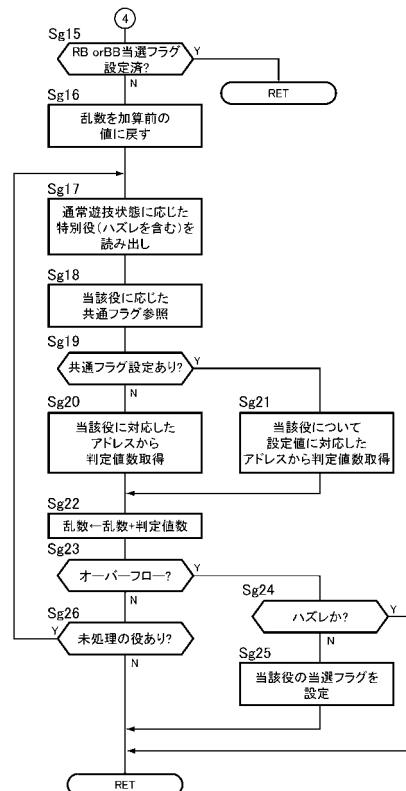 4
Sg15
RB orBB当選フラグ
設定済?
Y
N
RET
Sg16
乱数を加算前の
値に戻す
Sg17
通常遊技状態に応じた
特別役(ハズレを含む)を
読み出し
Sg18
当該役に応じた
共通フラグ参照
Sg19
共通フラグ設定あり?
Y
N
Sg20
当該役に対応した
アドレスから
判定値数取得
Sg21
当該役について
設定値に対応した
アドレスから判定値数取得
Sg22
乱数←乱数+判定値数
Sg23
オーバーフロー?
Y
N
Sg24
ハズレか?
Y
N
Sg26
未処理の役あり?
Y
N
Sg25
当該役の当選フラグを
設定
RET